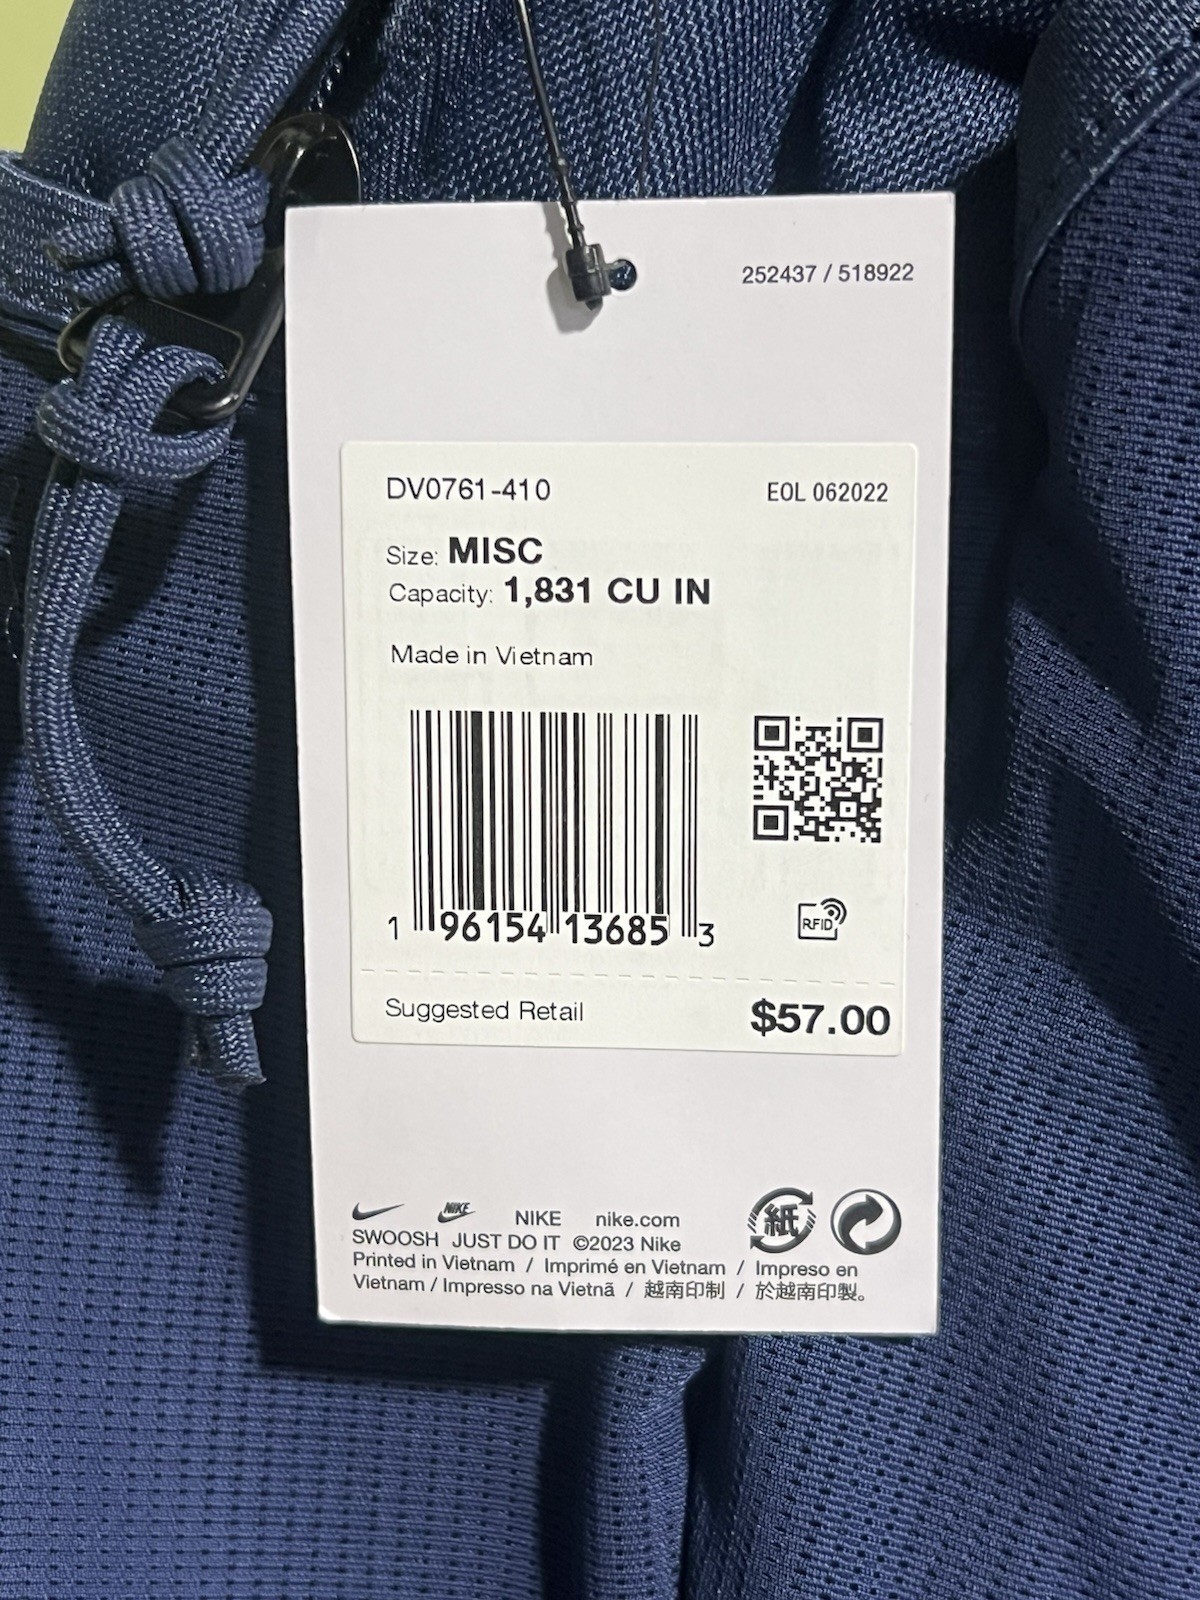 252437 / 518922
DV0761-410
EOL 062022
Size: MISC
Capacity: 1,831 CU IN
Made in Vietnam
1 96154 13685 3
RFID
Suggested Retail
$57.00
NIKE NIKE nike.com
紙
SWOOSH JUST DO IT ©2023 Nike
Printed in Vietnam / Imprimé en Vietnam / Impreso en
Vietnam / Impresso na Vietnã / 越南印制 / 於越南印製。